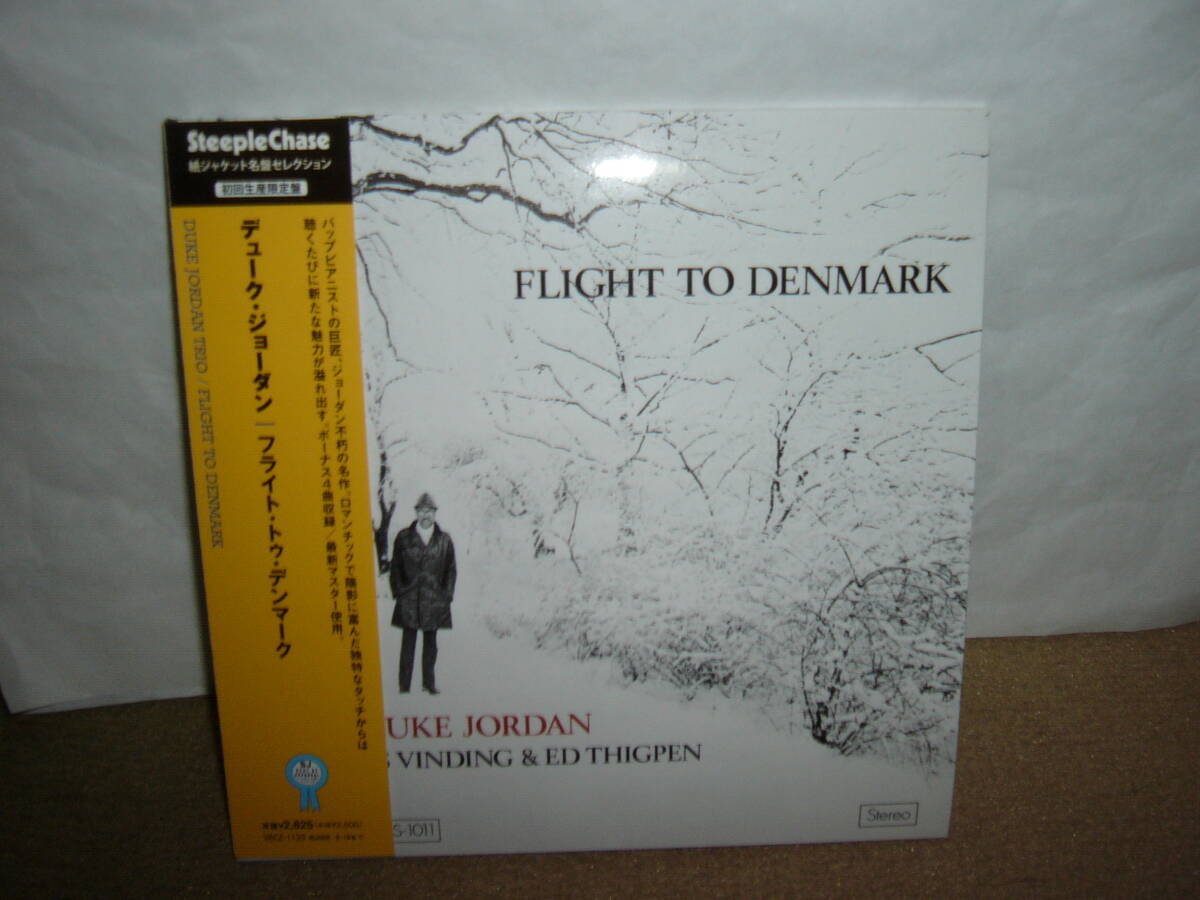 SteepleChase
紙ジャケット名盤セレクション
初回生産限定盤
バップピアニストの巨匠、ジョーダン不朽の名作。ロマンチックで陰影に富んだ独特なタッチからは
聴くたびに新たな魅力が溢れ出す。ボーナス4曲収録/最新マスター使用。
デューク・ジョーダン|フライト・トゥ・デンマーク
DUKE JORDAN TRIO / FLIGHT TO DENMARK
SJ
定価¥2,625
FLIGHT TO DENMARK
UKE JORDAN
S VINDING & ED THIGPEN
S-1011
Stereo